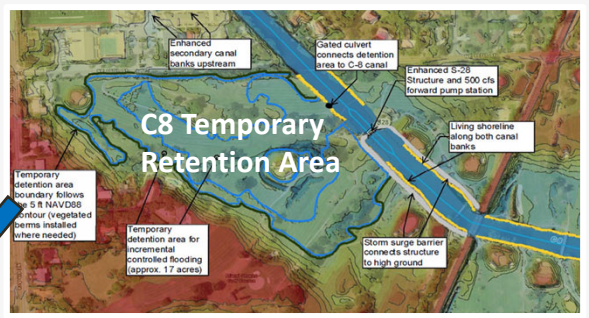 Enhanced
secondary canal
banks upstream
Gated culvert
connects detention
area to C-8 canal
Enhanced S-28
Structure and 500 cfs
forward pump station
C8 Temporary
Retention Area
Living shoreline
along both canal
banks
Temporary
detention area
boundary follows
5 ft NAVD88
contour (vegetated
berms installed
where needed)
Temporary
detention area for
incremental
controlled flooding
(approx. 17 acres)
Storm surge barrier
connects structure
to high ground